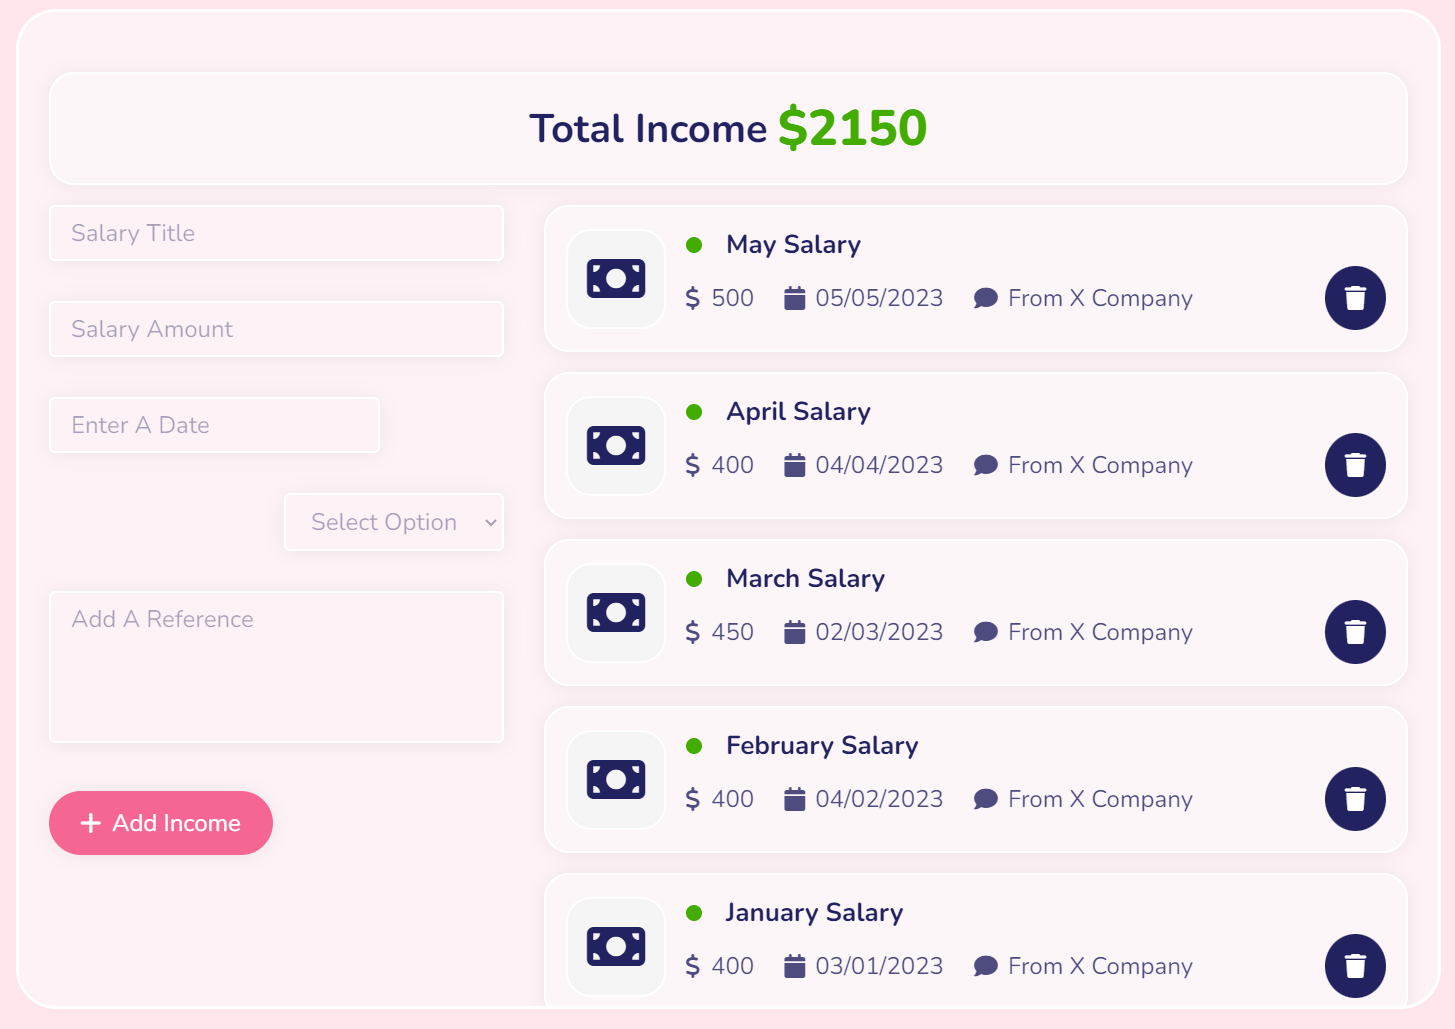 Total Income $2150
Salary Title
Salary Amount
Enter A Date
Select Option
Add A Reference
+ Add Income
May Salary
$ 500 05/05/2023 From X Company
April Salary
$ 400 04/04/2023 From X Company
March Salary
$ 450 02/03/2023 From X Company
February Salary
$ 400 04/02/2023 From X Company
January Salary
$ 400 03/01/2023 From X Company